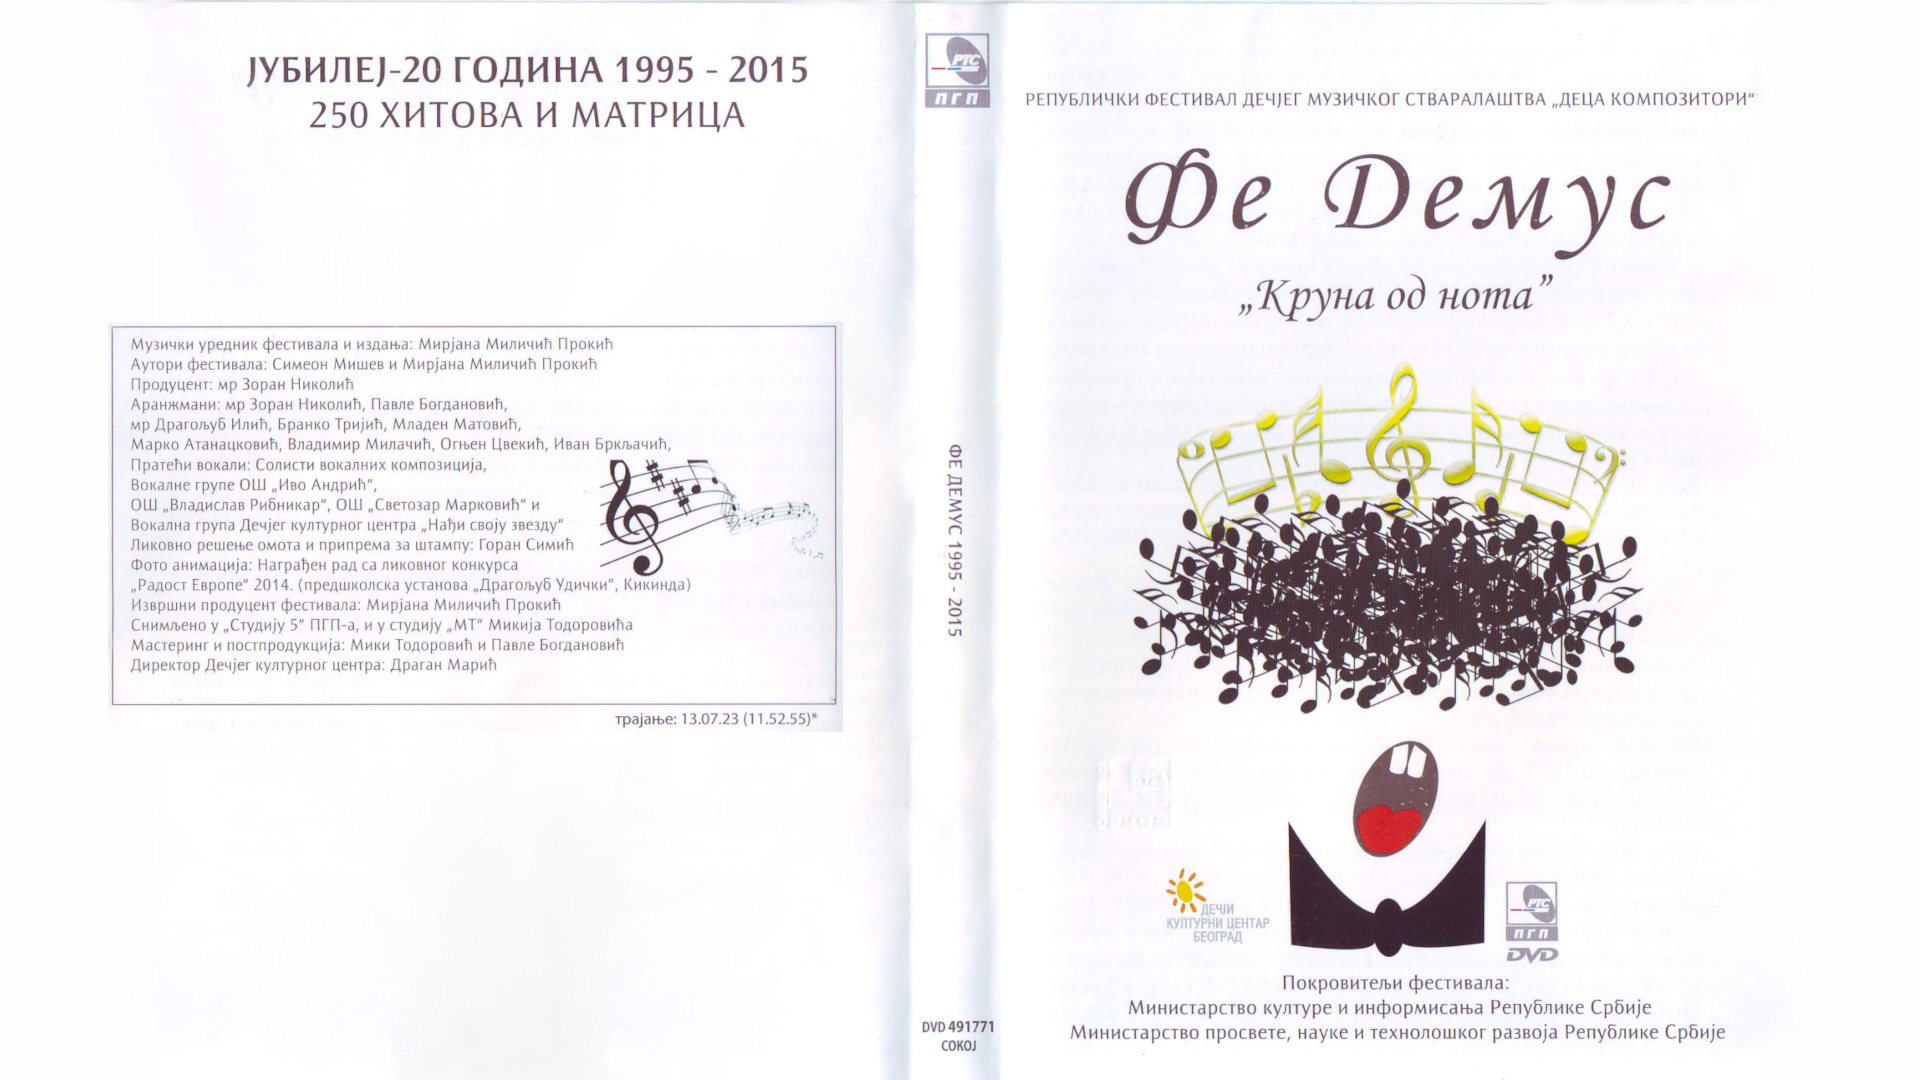 ЈУБИЛЕЈ-20 ГОДИНА 1995 - 2015
250 ХИТОВА И МАТРИЦА
Музички уредник фестивала и издања: Мирјана Миличић Прокић
Аутори фестивала: Симеон Мишев и Мирјана Миличић Прокић
Продуцент: мр Зоран Николић
Аранжмани: мр Зоран Николић, Павле Богдановић,
мр Драгољуб Илић, Бранко Тријић, Младен Матовић,
Марко Атанацковић, Владимир Милачић, Огњен Цвекић, Иван Бркљачић,
Пратећи вокали: Солисти вокалних композиција,
Вокалне групе ОШ „Иво Андрић“,
ОШ „Владислав Рибникар“, ОШ „Светозар Марковић“ и
Вокална група Дечјег културног центра „Нађи своју звезду“
Ликовно решење омота и припрема за штампу: Горан Симић
Фото анимација: Награђен рад са ликовног конкурса
„Радост Европе” 2014. (предшколска установа „Драгољуб Удички”, Кикинда)
Извршни продуцент фестивала: Мирјана Миличић Прокић
Снимљено у „Студију 5” ПГП-а, и у студију „МТ“ Микија Тодоровића
Мастеринг и постпродукција: Мики Тодоровић и Павле Богдановић
Директор Дечјег културног центра: Драган Марић
трајање: 13.07.23 (11.52.55)*
РТС
ПГП
ФЕ ДЕМУС 1995 - 2015
DVD 491771
СОКОЈ
РЕПУБЛИЧКИ ФЕСТИВАЛ ДЕЧЈЕГ МУЗИЧКОГ СТВАРАЛАШТВА „ДЕЦА КОМПОЗИТОРИ“
Фе Демус
„Круна од нота”
ДЕЧЈИ
КУЛТУРНИ ЦЕНТАР
БЕОГРАД
РТС
ПГП
DVD
Покровитељи фестивала:
Министарство културе и информисања Републике Србије
Министарство просвете, науке и технолошког развоја Републике Србије